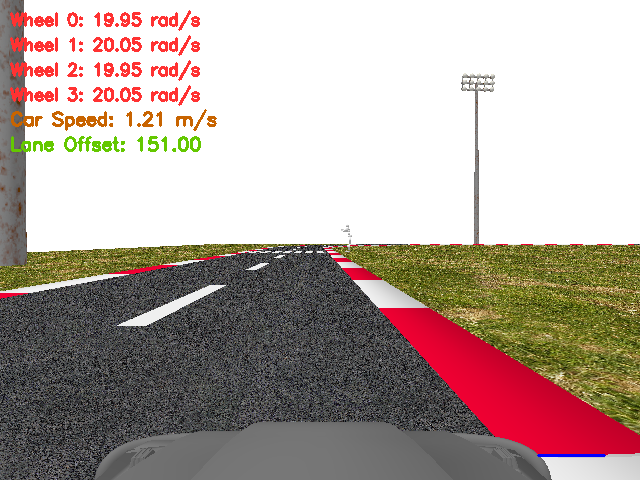 Wheel 0: 19.95 rad/s
Wheel 1: 20.05 rad/s
Wheel 2: 19.95 rad/s
Wheel 3: 20.05 rad/s
Car Speed: 1.21 m/s
Lane Offset: 151.00